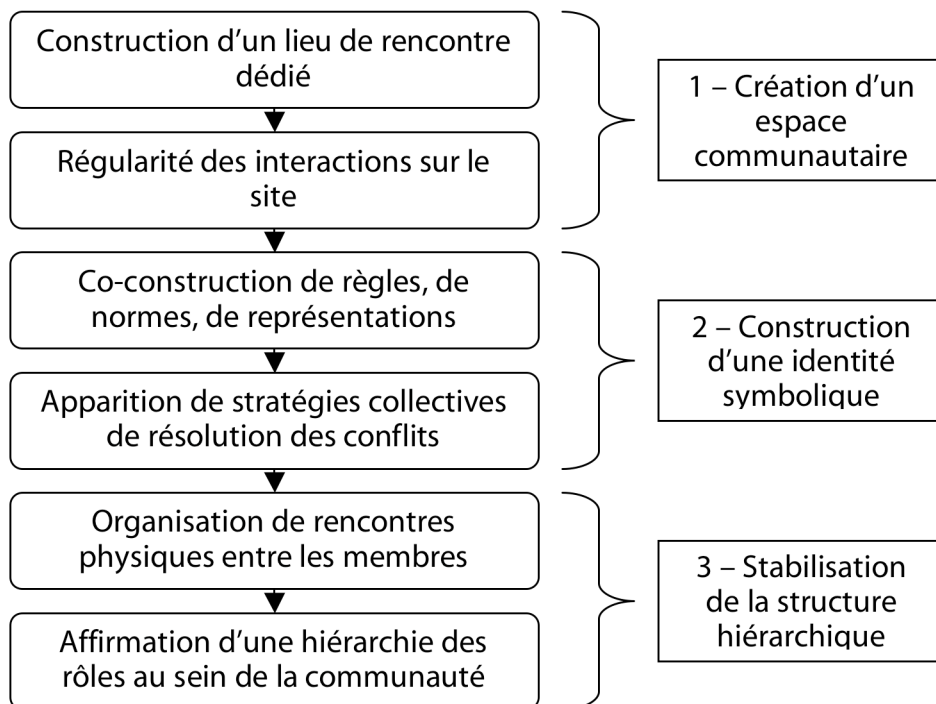 Construction d’un lieu de rencontre
dédié
Régularité des interactions sur le
site
1 – Création d’un
espace
communautaire
Co-construction de règles, de
normes, de représentations
Apparition de stratégies collectives
de résolution des conflits
2 – Construction
d’une identité
symbolique
Organisation de rencontres
physiques entre les membres
Affirmation d’une hiérarchie des
rôles au sein de la communauté
3 – Stabilisation
de la structure
hiérarchique